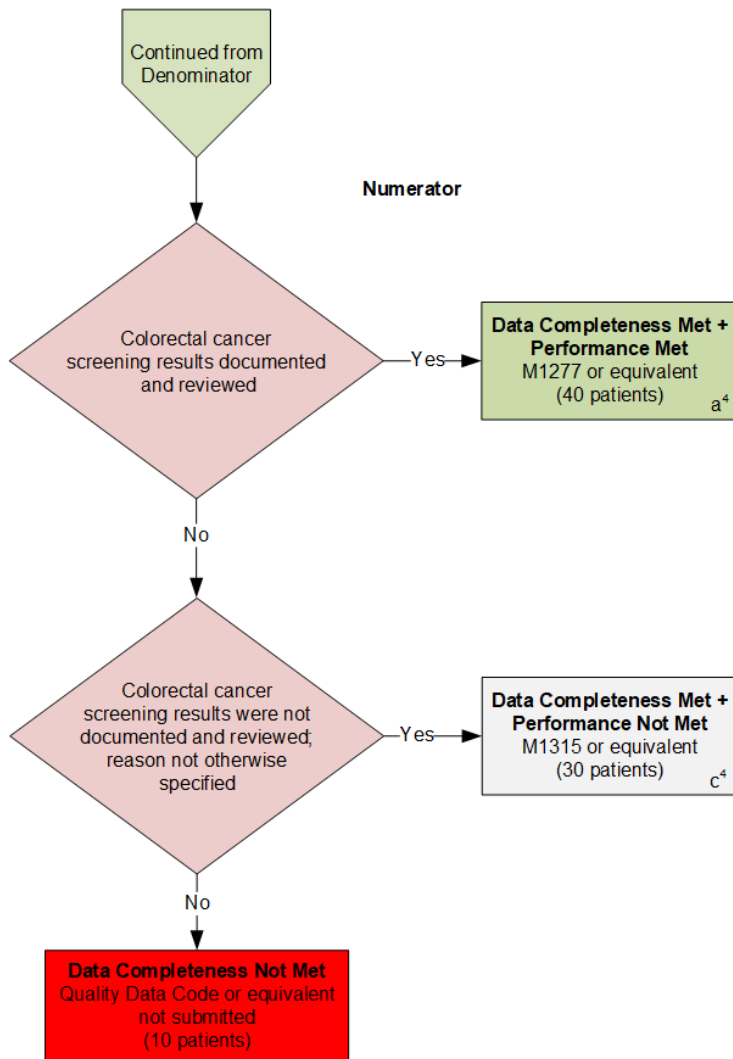 Continued from
Denominator
Numerator
Colorectal cancer
screening results documented
and reviewed
Yes
Data Completeness Met +
Performance Met
M1277 or equivalent
(40 patients)
a⁴
No
Colorectal cancer
screening results were not
documented and reviewed;
reason not otherwise
specified
Yes
Data Completeness Met +
Performance Not Met
M1315 or equivalent
(30 patients)
c⁴
No
Data Completeness Not Met
Quality Data Code or equivalent
not submitted
(10 patients)